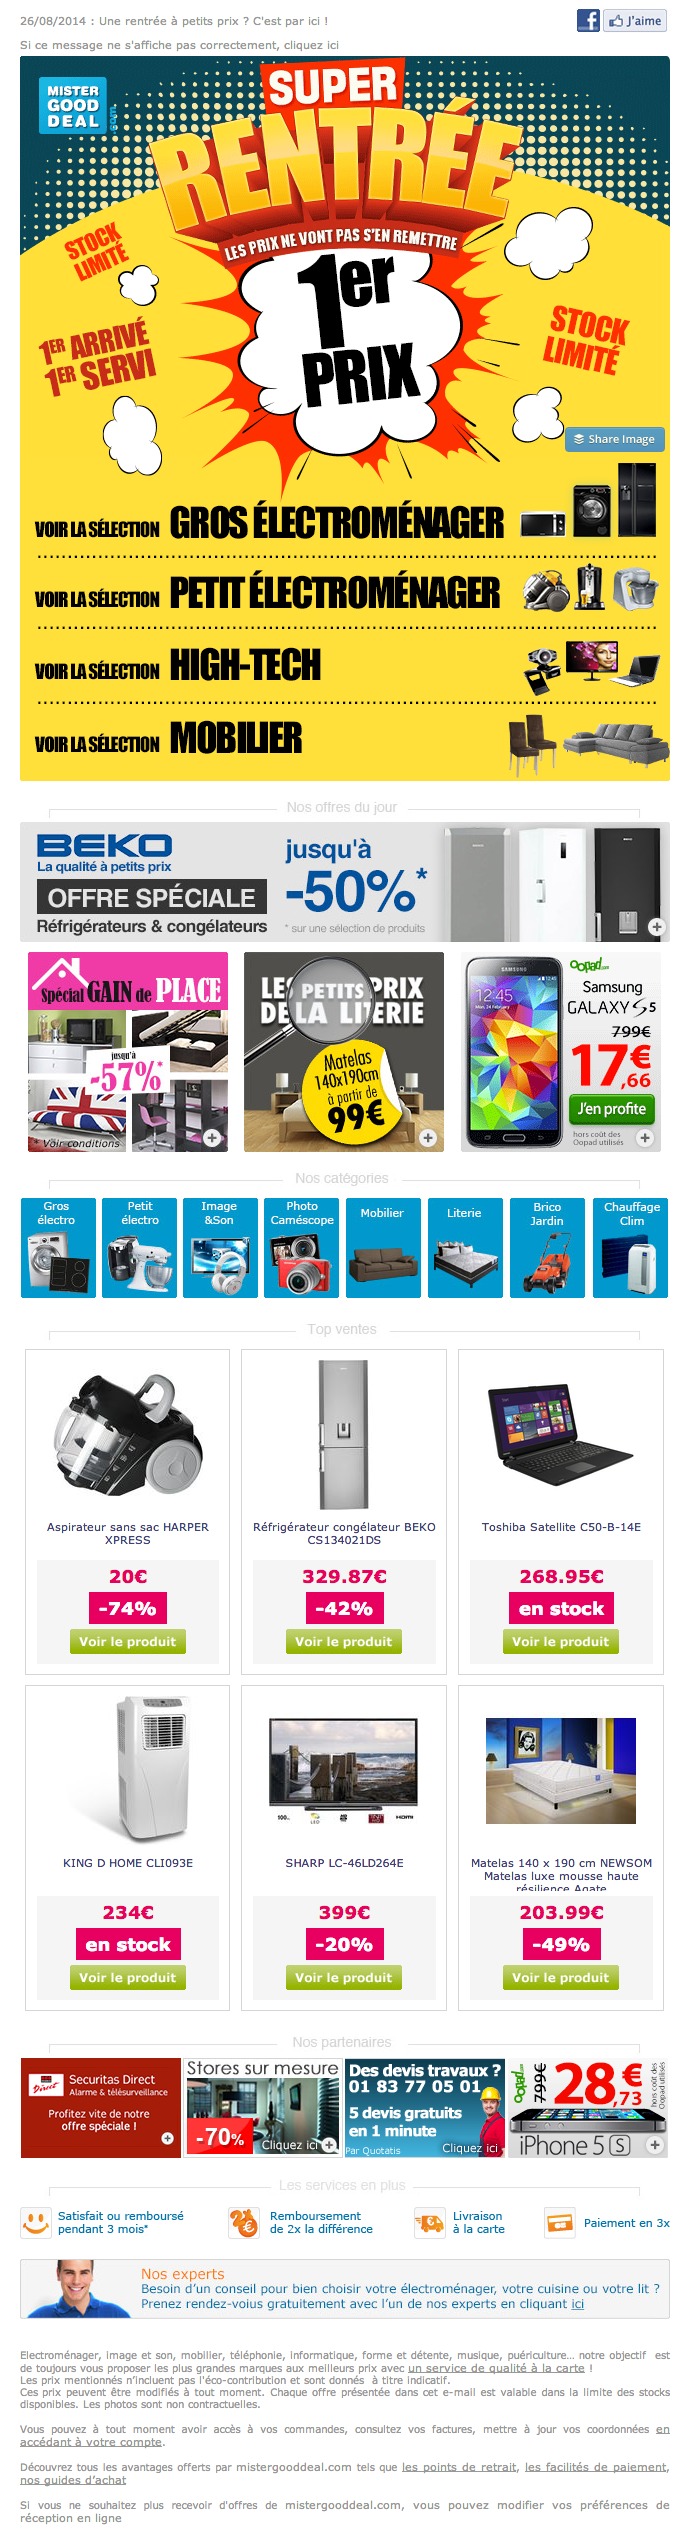 26/08/2014 : Une rentrée à petits prix ? C'est par ici !
J'aime
Si ce message ne s'affiche pas correctement, cliquez ici
MISTER
GOOD
DEAL
.com
SUPER
RENTRÉE
LES PRIX NE VONT PAS S'EN REMETTRE
STOCK
LIMITÉ
1er
PRIX
1ER ARRIVÉ
1ER SERVI
STOCK
LIMITÉ
Share Image
VOIR LA SÉLECTION GROS ÉLECTROMÉNAGER
VOIR LA SÉLECTION PETIT ÉLECTROMÉNAGER
VOIR LA SÉLECTION HIGH-TECH
VOIR LA SÉLECTION MOBILIER
Nos offres du jour
BEKO
La qualité à petits prix
OFFRE SPÉCIALE
Réfrigérateurs & congélateurs
jusqu'à
-50%*
* sur une sélection de produits
Spécial GAIN de PLACE
jusqu'à
-57%*
* Voir conditions
LES PETITS PRIX
DE LA LITERIE
Matelas
140x190cm
à partir de
99€
Oopad.com
SAMSUNG
12:45
Samsung
GALAXY S5
799€
17€,66
J'en profite
hors coût des
Oopad utilisés
Nos catégories
Gros
électro
Petit
électro
Image
&Son
Photo
Caméscope
Mobilier
Literie
Brico
Jardin
Chauffage
Clim
Top ventes
Aspirateur sans sac HARPER
XPRESS
20€
-74%
Voir le produit
Réfrigérateur congélateur BEKO
CS134021DS
329.87€
-42%
Voir le produit
Toshiba Satellite C50-B-14E
268.95€
en stock
Voir le produit
KING D HOME CLI093E
234€
en stock
Voir le produit
100Hz
LED
HDMI
SHARP LC-46LD264E
399€
-20%
Voir le produit
Matelas 140 x 190 cm NEWSOM
Matelas luxe mousse haute
résilience Agate
203.99€
-49%
Voir le produit
Nos partenaires
Direct
Securitas Direct
Alarme & télésurveillance
Profitez vite de notre
offre spéciale !
Stores sur mesure
-70%
Cliquez ici
Des devis travaux ?
01 83 77 05 01
5 devis gratuits
en 1 minute
Par Quotatis
Cliquez ici
Oopad.com
799€
28€,73
hors coût des
Oopad utilisés
iPhone 5 S
Les services en plus
Satisfait ou remboursé
pendant 3 mois*
Remboursement
de 2x la différence
Livraison
à la carte
Paiement en 3x
Nos experts
Besoin d'un conseil pour bien choisir votre électroménager, votre cuisine ou votre lit ?
Prenez rendez-voius gratuitement avec l'un de nos experts en cliquant ici
Electroménager, image et son, mobilier, téléphonie, informatique, forme et détente, musique, puériculture... notre objectif est
de toujours vous proposer les plus grandes marques aux meilleurs prix avec un service de qualité à la carte !
Les prix mentionnés n'incluent pas l'éco-contribution et sont donnés à titre indicatif.
Ces prix peuvent être modifiés à tout moment. Chaque offre présentée dans cet e-mail est valable dans la limite des stocks
disponibles. Les photos sont non contractuelles.
Vous pouvez à tout moment avoir accès à vos commandes, consultez vos factures, mettre à jour vos coordonnées en
accédant à votre compte.
Découvrez tous les avantages offerts par mistergooddeal.com tels que les points de retrait, les facilités de paiement,
nos guides d'achat
Si vous ne souhaitez plus recevoir d'offres de mistergooddeal.com, vous pouvez modifier vos préférences de
réception en ligne